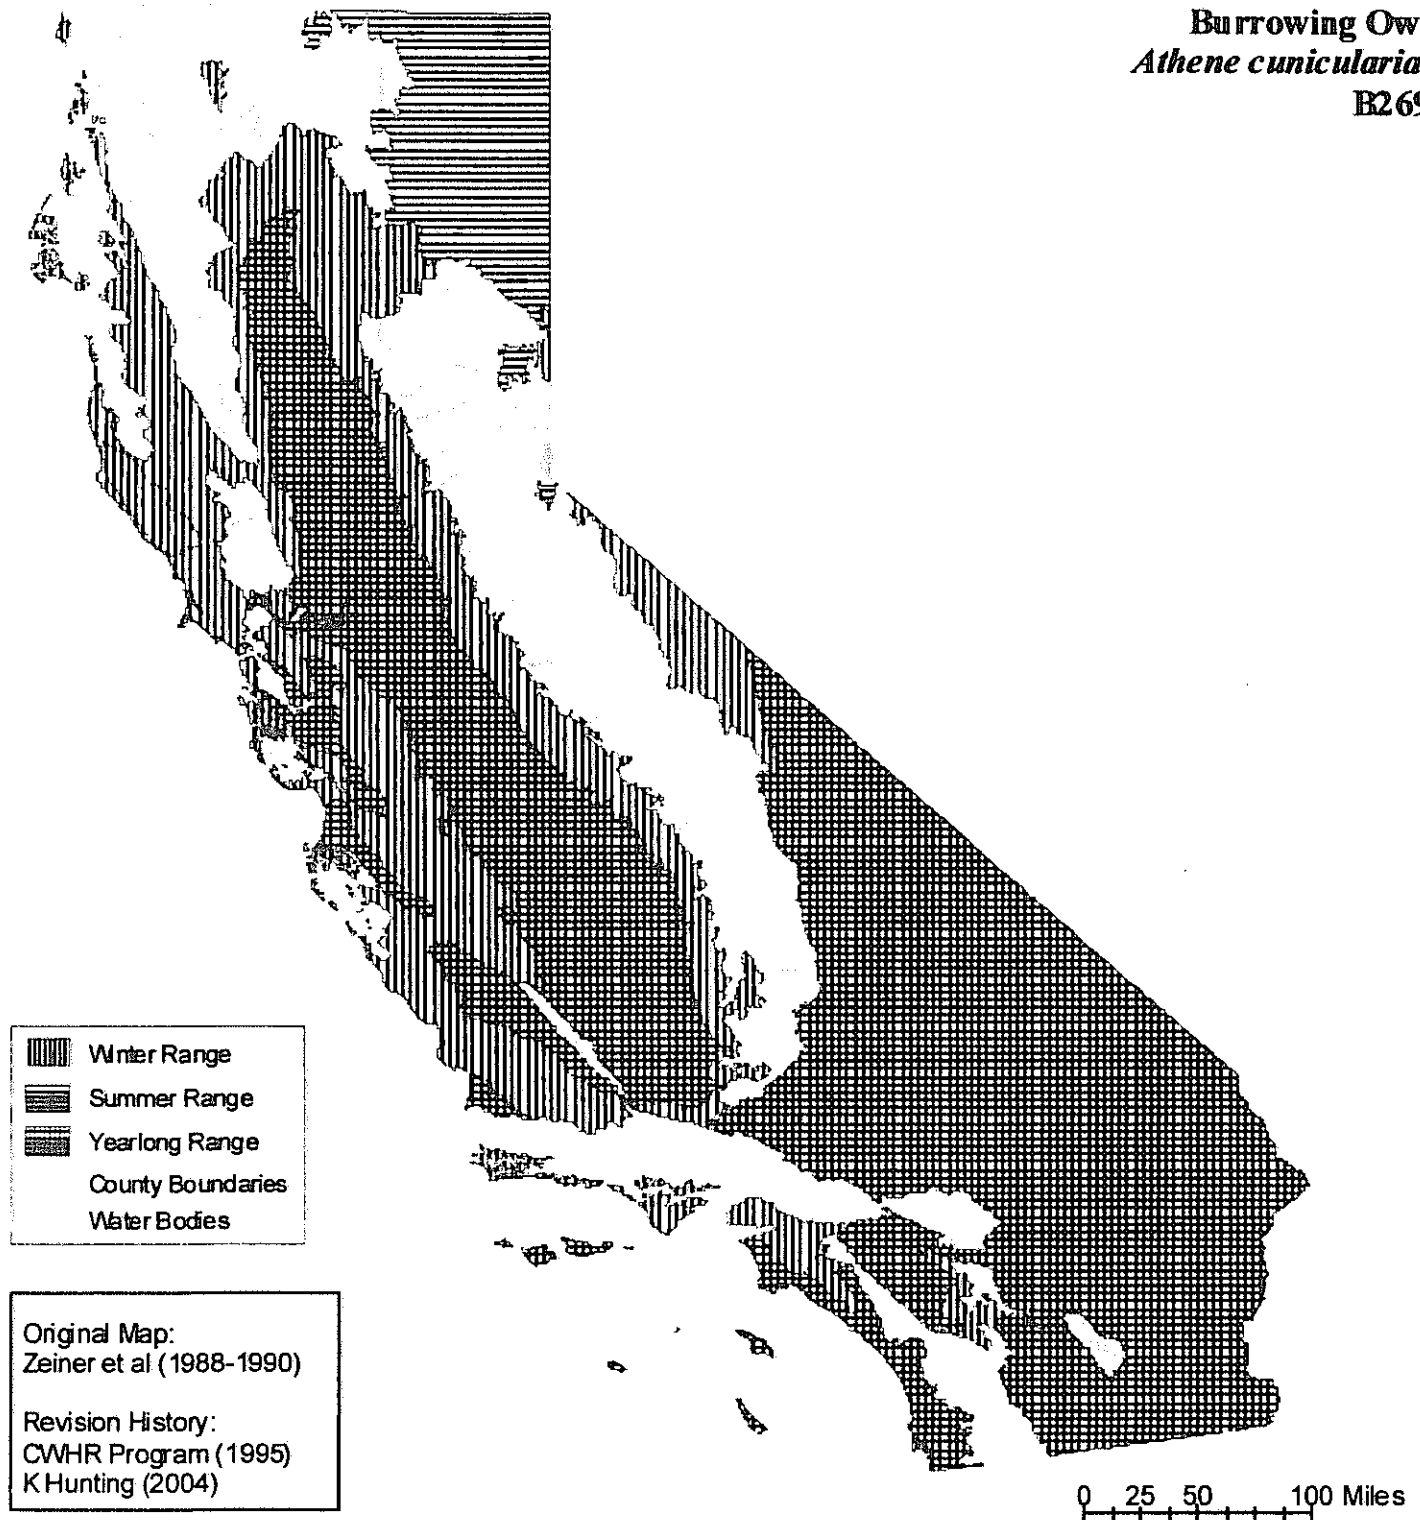 Burrowing Ow
Athene cunicularia
B269
Winter Range
Summer Range
Yearlong Range
County Boundaries
Water Bodies
Original Map:
Zeiner et al (1988-1990)
Revision History:
CWHR Program (1995)
K Hunting (2004)
0 25 50 100 Miles